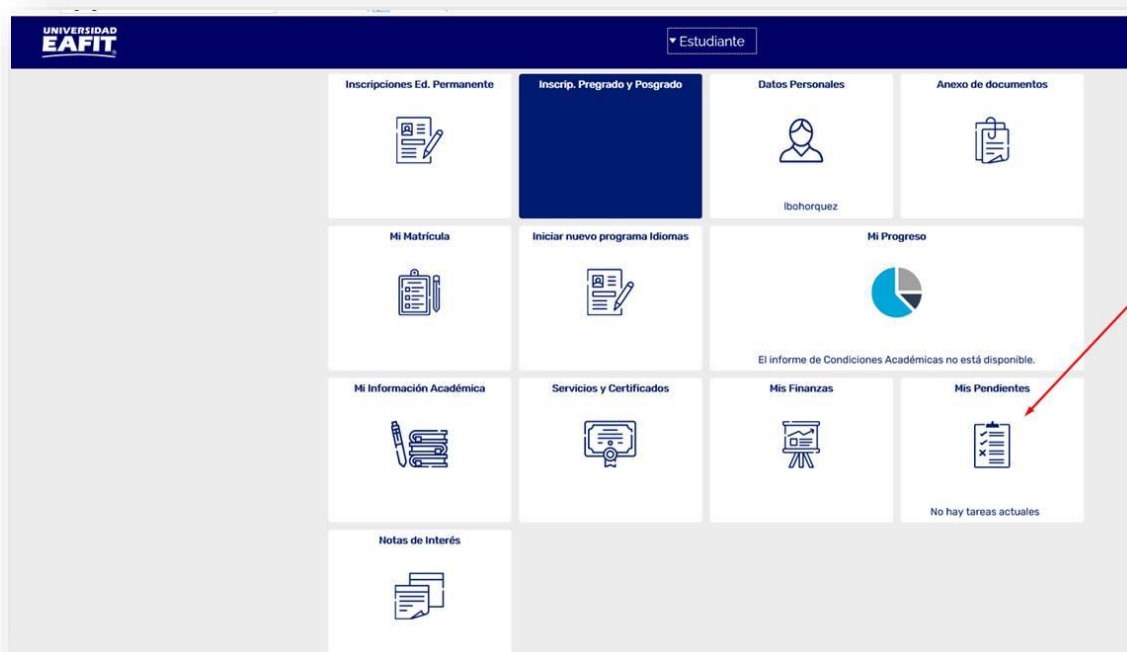 UNIVERSIDAD
EAFIT
Estudiante
Inscripciones Ed. Permanente
Inscrip. Pregrado y Posgrado
Datos Personales
Anexo de documentos
lbohorquez
Mi Matrícula
Iniciar nuevo programa Idiomas
Mi Progreso
El informe de Condiciones Académicas no está disponible.
Mi Información Académica
Servicios y Certificados
Mis Finanzas
Mis Pendientes
No hay tareas actuales
Notas de Interés